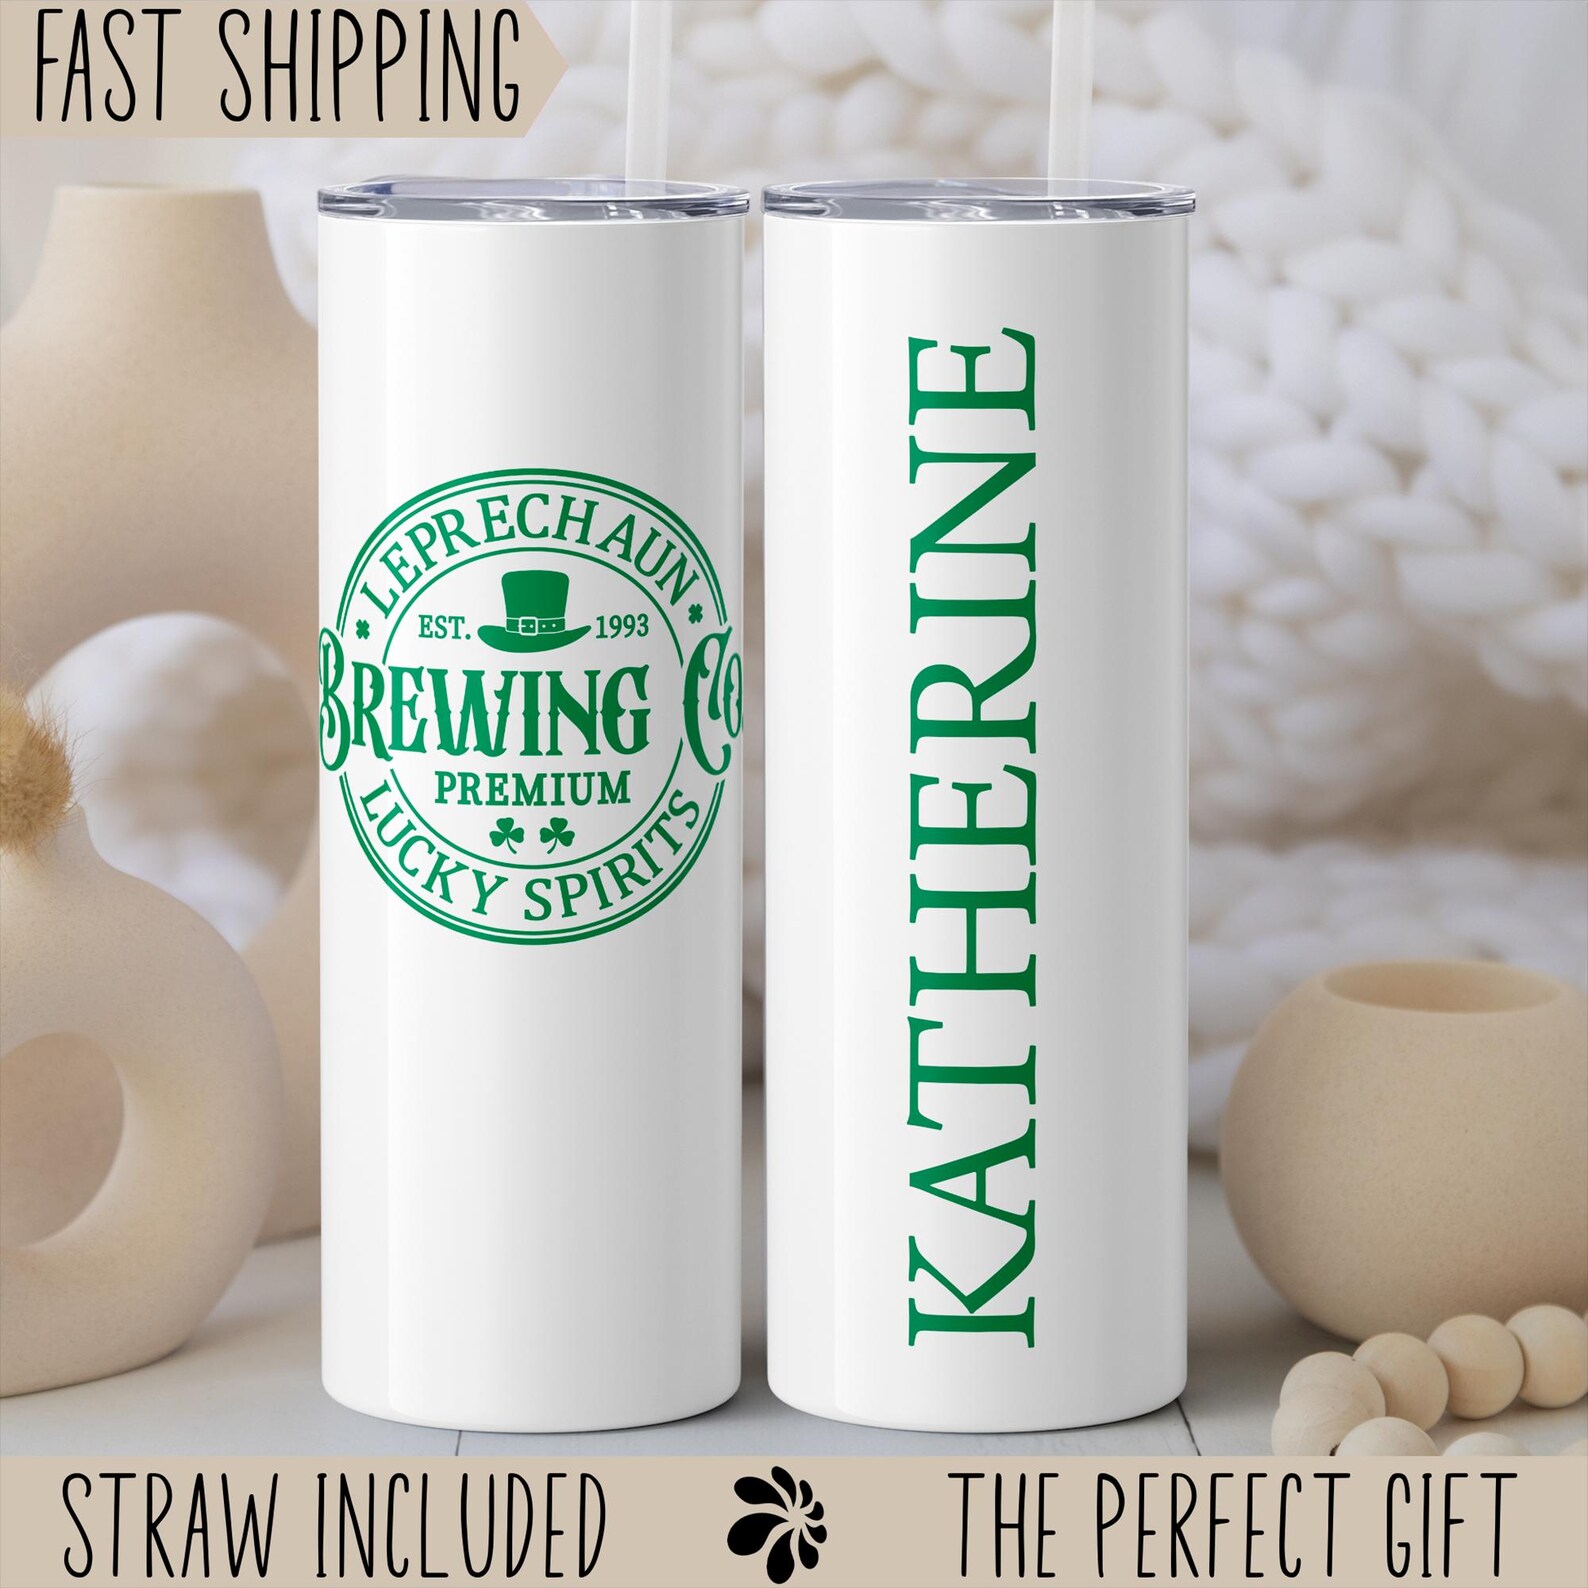 FAST SHIPPING
LEPRECHAUN
EST. 1993
BREWING CO.
PREMIUM
LUCKY SPIRITS
KATHERINE
STRAW INCLUDED
THE PERFECT GIFT